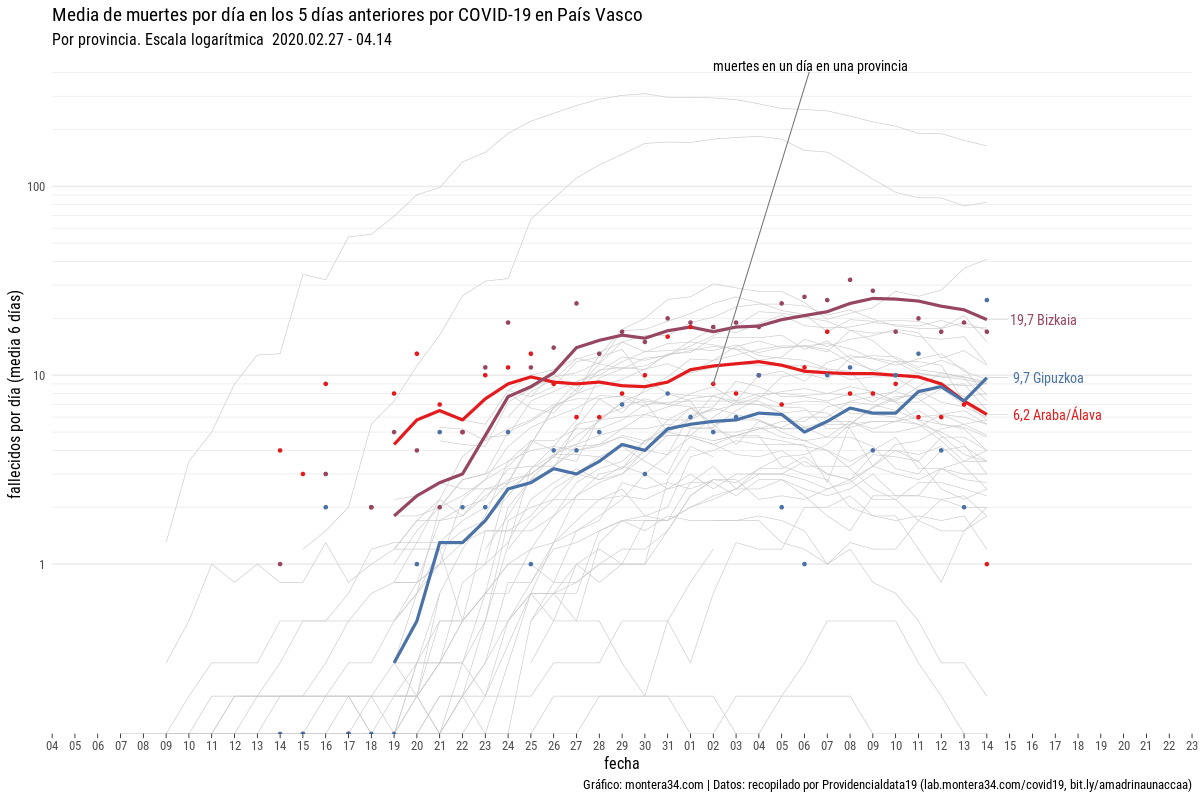 Media de muertes por día en los 5 días anteriores por COVID-19 en País Vasco
Por provincia. Escala logarítmica 2020.02.27 - 04.14
muertes en un día en una provincia
fallecidos por día (media 6 días)
100
10
1
19,7 Bizkaia
9,7 Gipuzkoa
6,2 Araba/Álava
04 05 06 07 08 09 10 11 12 13 14 15 16 17 18 19 20 21 22 23 24 25 26 27 28 29 30 31 01 02 03 04 05 06 07 08 09 10 11 12 13 14 15 16 17 18 19 20 21 22 23
fecha
Gráfico: montera34.com | Datos: recopilado por Providencialdata19 (lab.montera34.com/covid19, bit.ly/amadrinaunaccaa)